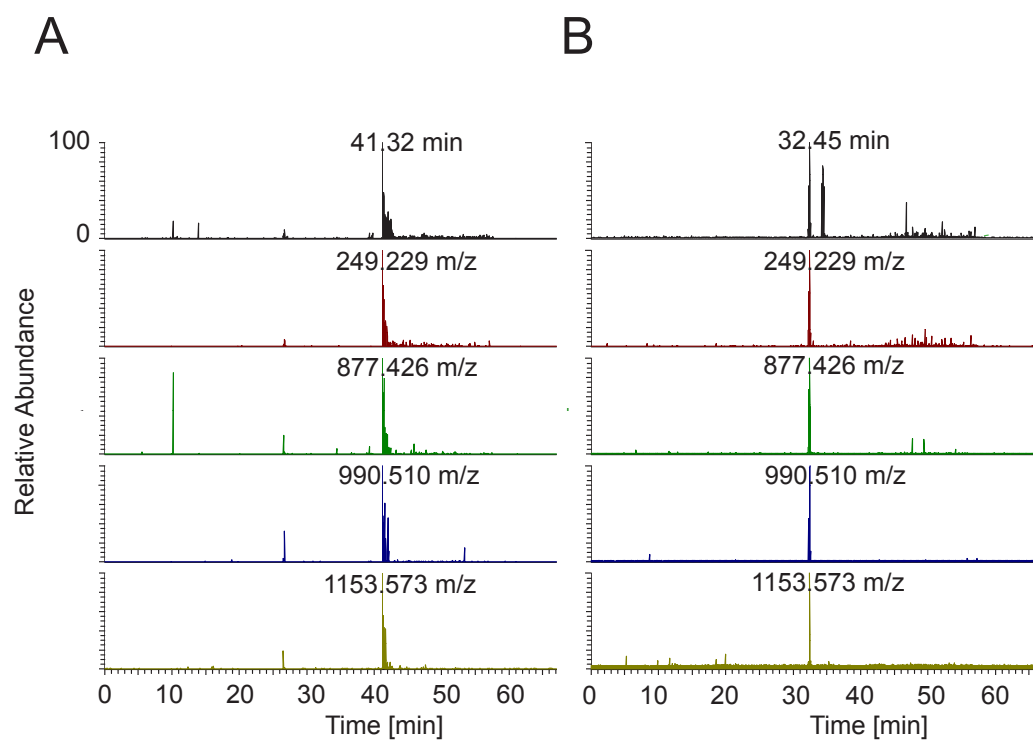 A
B
100
0
41.32 min
249.229 m/z
877.426 m/z
990.510 m/z
1153.573 m/z
32.45 min
249.229 m/z
877.426 m/z
990.510 m/z
1153.573 m/z
Relative Abundance
0 10 20 30 40 50 60
Time [min]
0 10 20 30 40 50 60
Time [min]